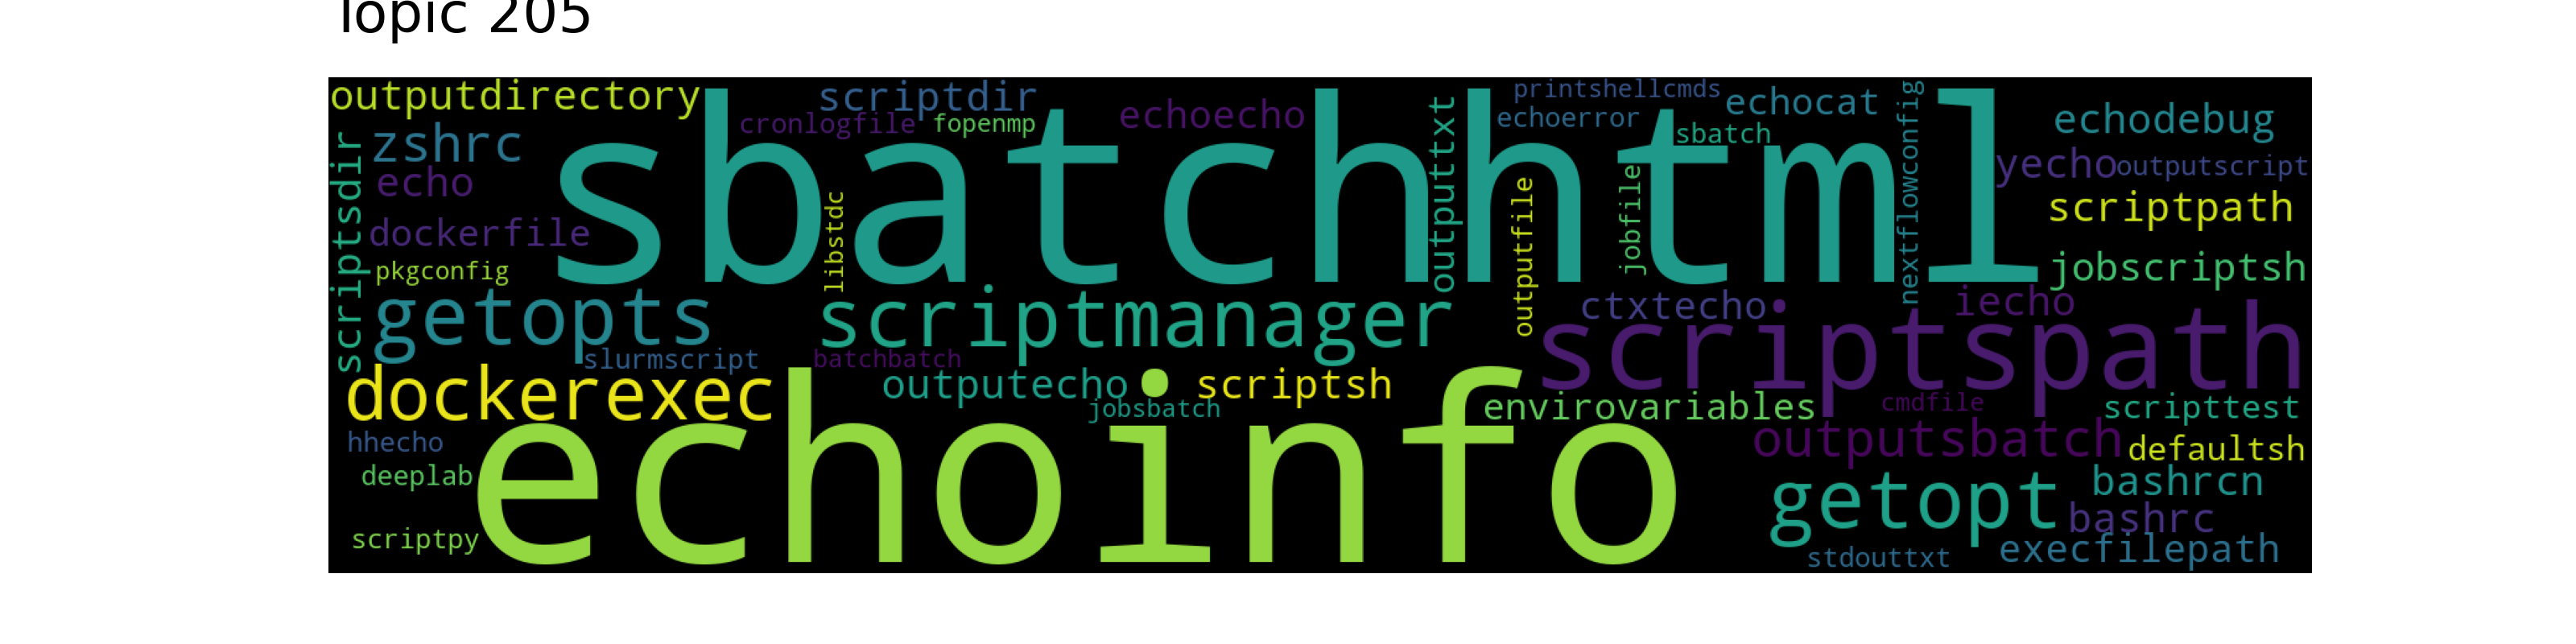 Topic 205
outputdirectory
scriptdir
cronlogfile
fopenmp
echoecho
printshellcmds
echoerror
echocat
sbatch
echodebug
zshrc
echo
dockerfile
pkgconfig
scriptsdir
sbatchhtml
libstdc
outputtxt
outputfile
jobfile
nextflowconfig
yecho
outputscript
scriptpath
jobscriptsh
getopts
slurmscript
scriptmanager
batchbatch
ctxtecho
iecho
scriptspath
dockerexec
outputecho
scriptsh
jobsbatch
envirovariables
cmdfile
scripttest
hhecho
deeplab
scriptpy
echoinfo
outputsbatch
defaultsh
getopt
bashrcn
bashrc
stdouttxt
execfilepath